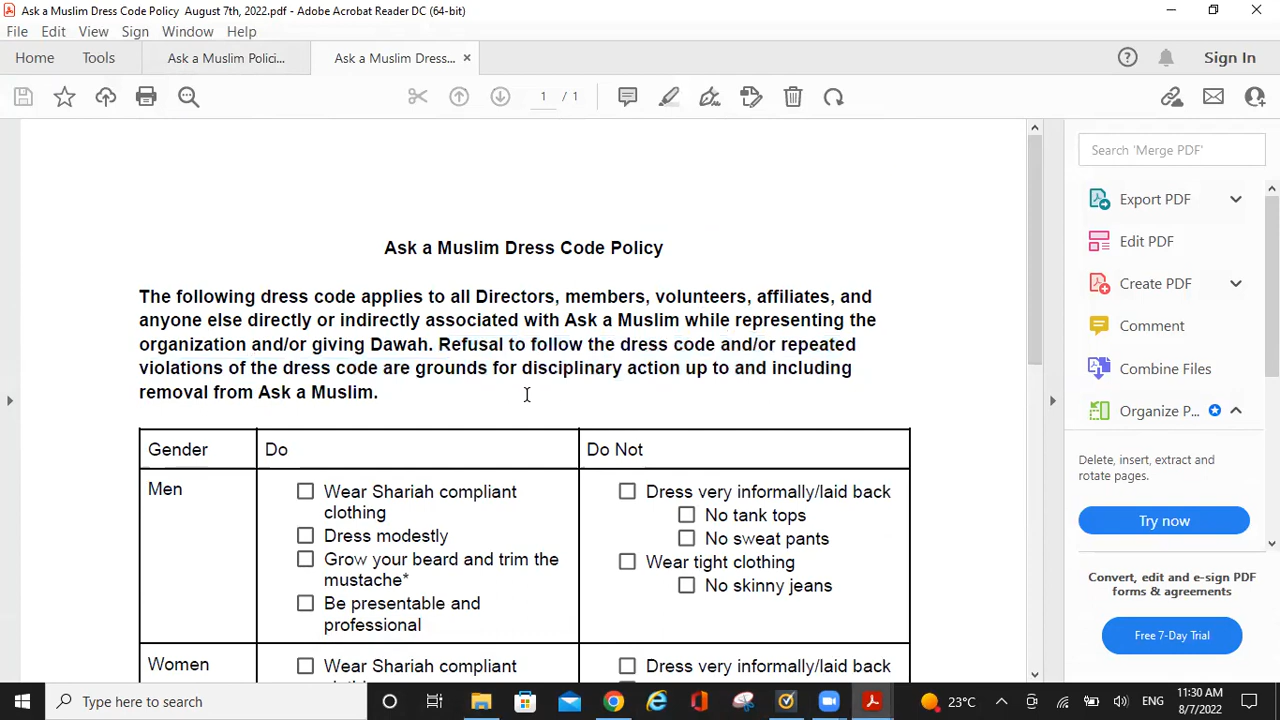 Ask a Muslim Dress Code Policy  August 7th, 2022.pdf - Adobe Acrobat Reader DC (64-bit)
File Edit View Sign Window Help
Home Tools Ask a Muslim Polici... Ask a Muslim Dress... × Sign In
1 / 1
Search 'Merge PDF'
Export PDF
Edit PDF
Create PDF
Comment
Combine Files
Organize P...
Delete, insert, extract and
rotate pages.
Try now
Convert, edit and e-sign PDF
forms & agreements
Free 7-Day Trial
Ask a Muslim Dress Code Policy
The following dress code applies to all Directors, members, volunteers, affiliates, and
anyone else directly or indirectly associated with Ask a Muslim while representing the
organization and/or giving Dawah. Refusal to follow the dress code and/or repeated
violations of the dress code are grounds for disciplinary action up to and including
removal from Ask a Muslim.
Gender Do Do Not
Men
Wear Shariah compliant
clothing
Dress modestly
Grow your beard and trim the
mustache*
Be presentable and
professional
Dress very informally/laid back
No tank tops
No sweat pants
Wear tight clothing
No skinny jeans
Women
Wear Shariah compliant
Dress very informally/laid back
Type here to search
23°C
ENG
11:30 AM
8/7/2022